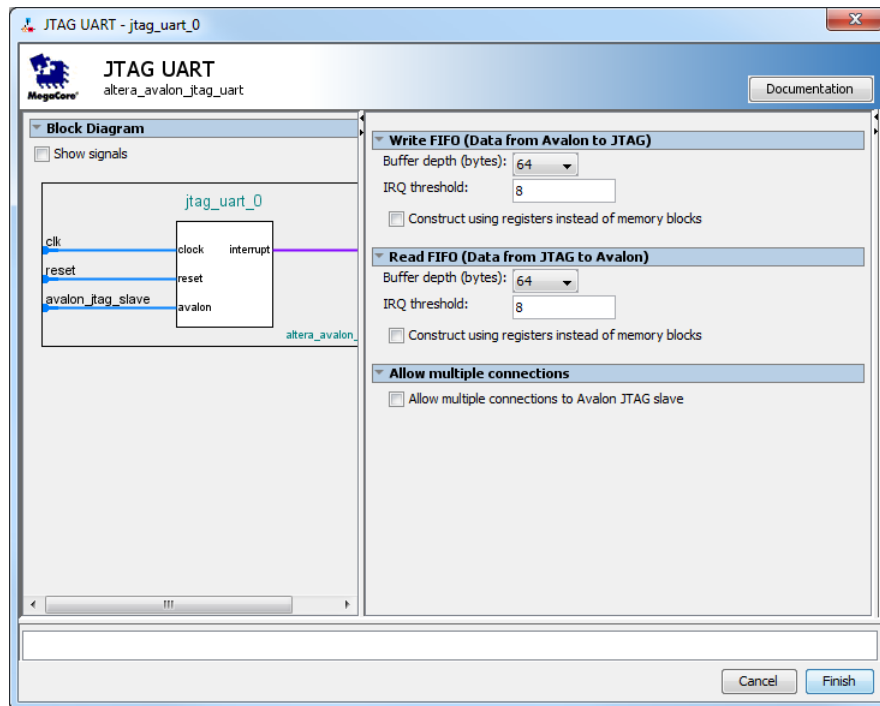 JTAG UART - jtag_uart_0
MegaCore®
JTAG UART
altera_avalon_jtag_uart
Documentation
Block Diagram
Show signals
jtag_uart_0
clk
clock
interrupt
reset
reset
avalon_jtag_slave
avalon
altera_avalon_
Write FIFO (Data from Avalon to JTAG)
Buffer depth (bytes): 64
IRQ threshold: 8
Construct using registers instead of memory blocks
Read FIFO (Data from JTAG to Avalon)
Buffer depth (bytes): 64
IRQ threshold: 8
Construct using registers instead of memory blocks
Allow multiple connections
Allow multiple connections to Avalon JTAG slave
Cancel
Finish